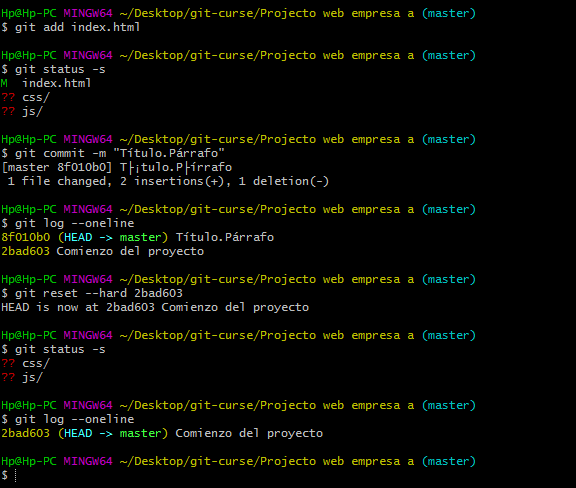 Hp@Hp-PC MINGW64 ~/Desktop/git-curse/Projecto web empresa a (master)
$ git add index.html
Hp@Hp-PC MINGW64 ~/Desktop/git-curse/Projecto web empresa a (master)
$ git status -s
M  index.html
?? css/
?? js/
Hp@Hp-PC MINGW64 ~/Desktop/git-curse/Projecto web empresa a (master)
$ git commit -m "Título.Párrafo"
[master 8f010b0] T├¡tulo.P├írrafo
 1 file changed, 2 insertions(+), 1 deletion(-)
Hp@Hp-PC MINGW64 ~/Desktop/git-curse/Projecto web empresa a (master)
$ git log --oneline
8f010b0 (HEAD -> master) Título.Párrafo
2bad603 Comienzo del proyecto
Hp@Hp-PC MINGW64 ~/Desktop/git-curse/Projecto web empresa a (master)
$ git reset --hard 2bad603
HEAD is now at 2bad603 Comienzo del proyecto
Hp@Hp-PC MINGW64 ~/Desktop/git-curse/Projecto web empresa a (master)
$ git status -s
?? css/
?? js/
Hp@Hp-PC MINGW64 ~/Desktop/git-curse/Projecto web empresa a (master)
$ git log --oneline
2bad603 (HEAD -> master) Comienzo del proyecto
Hp@Hp-PC MINGW64 ~/Desktop/git-curse/Projecto web empresa a (master)
$